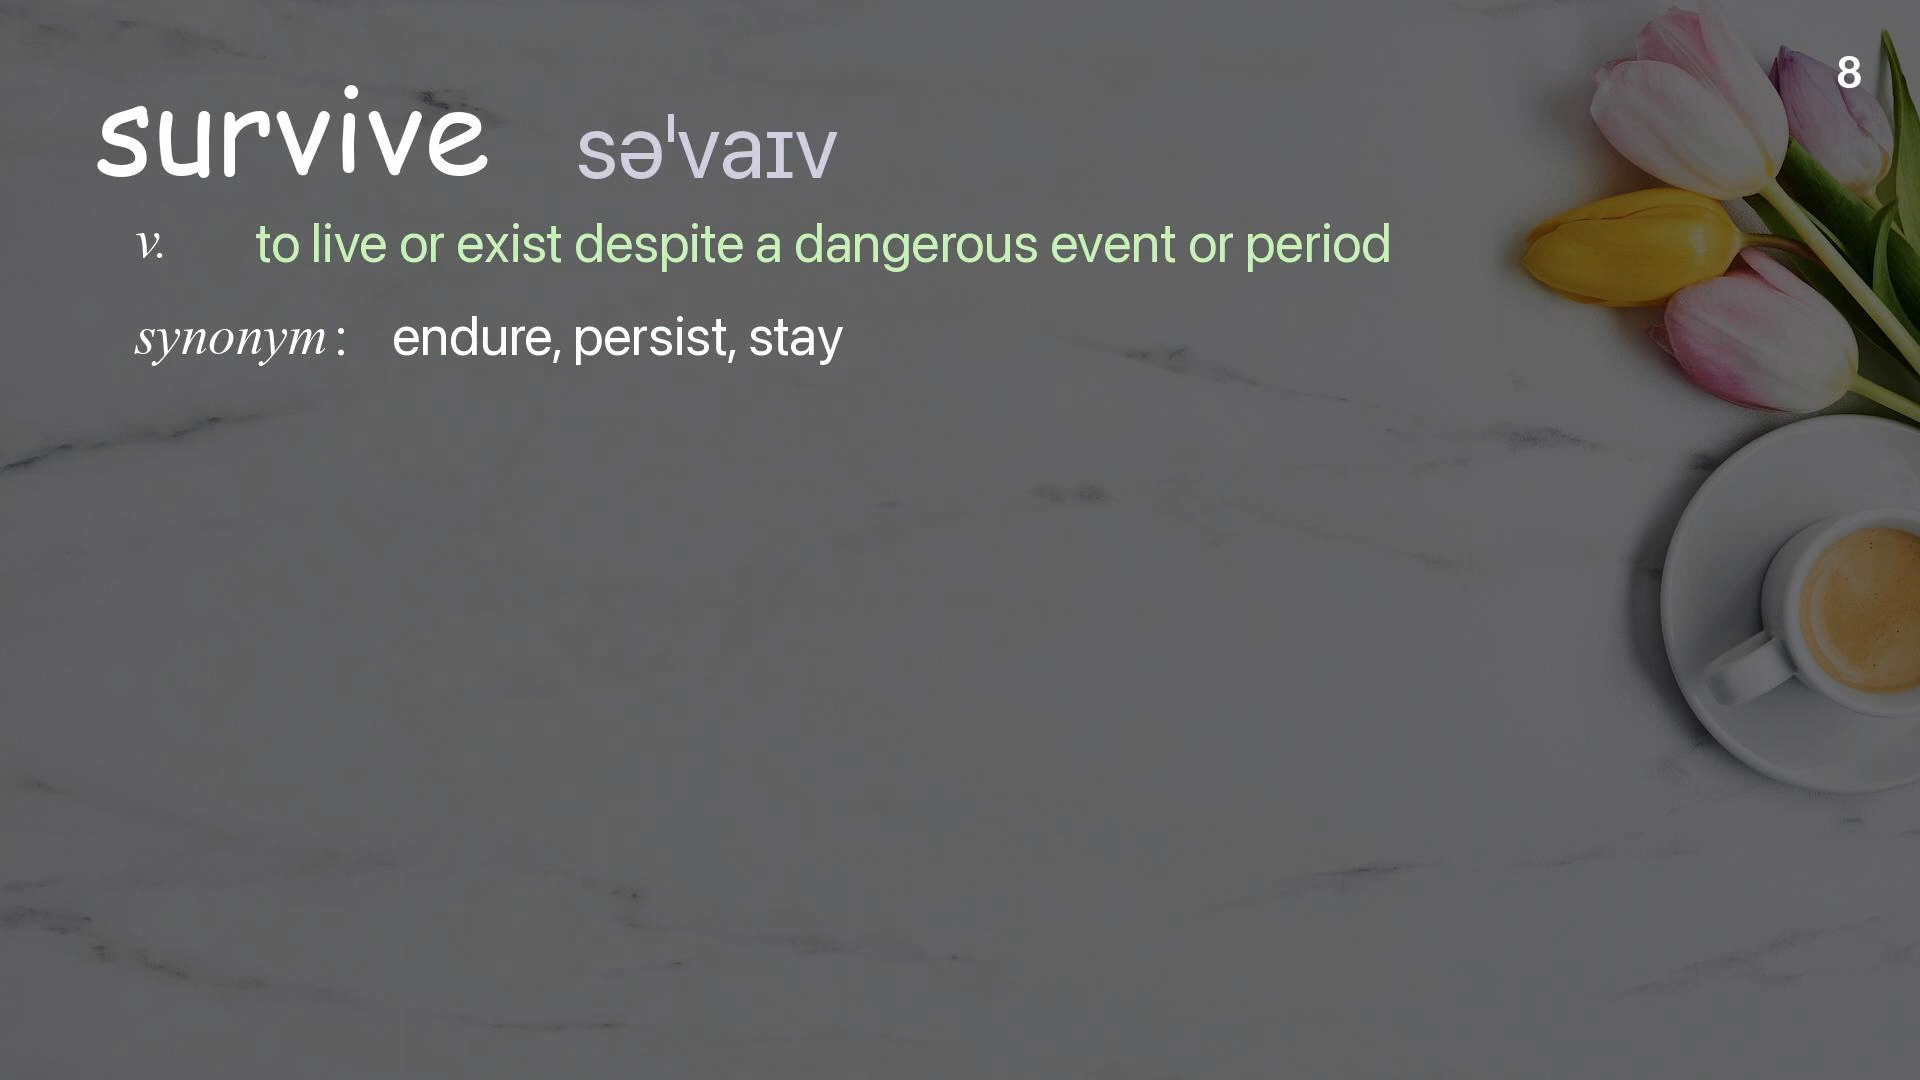 8
survive səˈvaɪv
v. to live or exist despite a dangerous event or period
synonym : endure, persist, stay